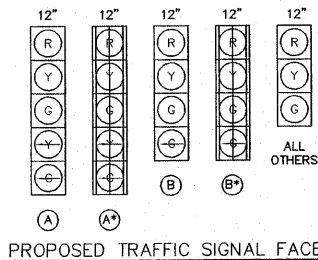 12" 12" 12" 12" 12"
R R R R R
Y Y Y Y Y
G G G G G
Y Y G G
G G
ALL
OTHERS
A A* B B*
PROPOSED TRAFFIC SIGNAL FACE